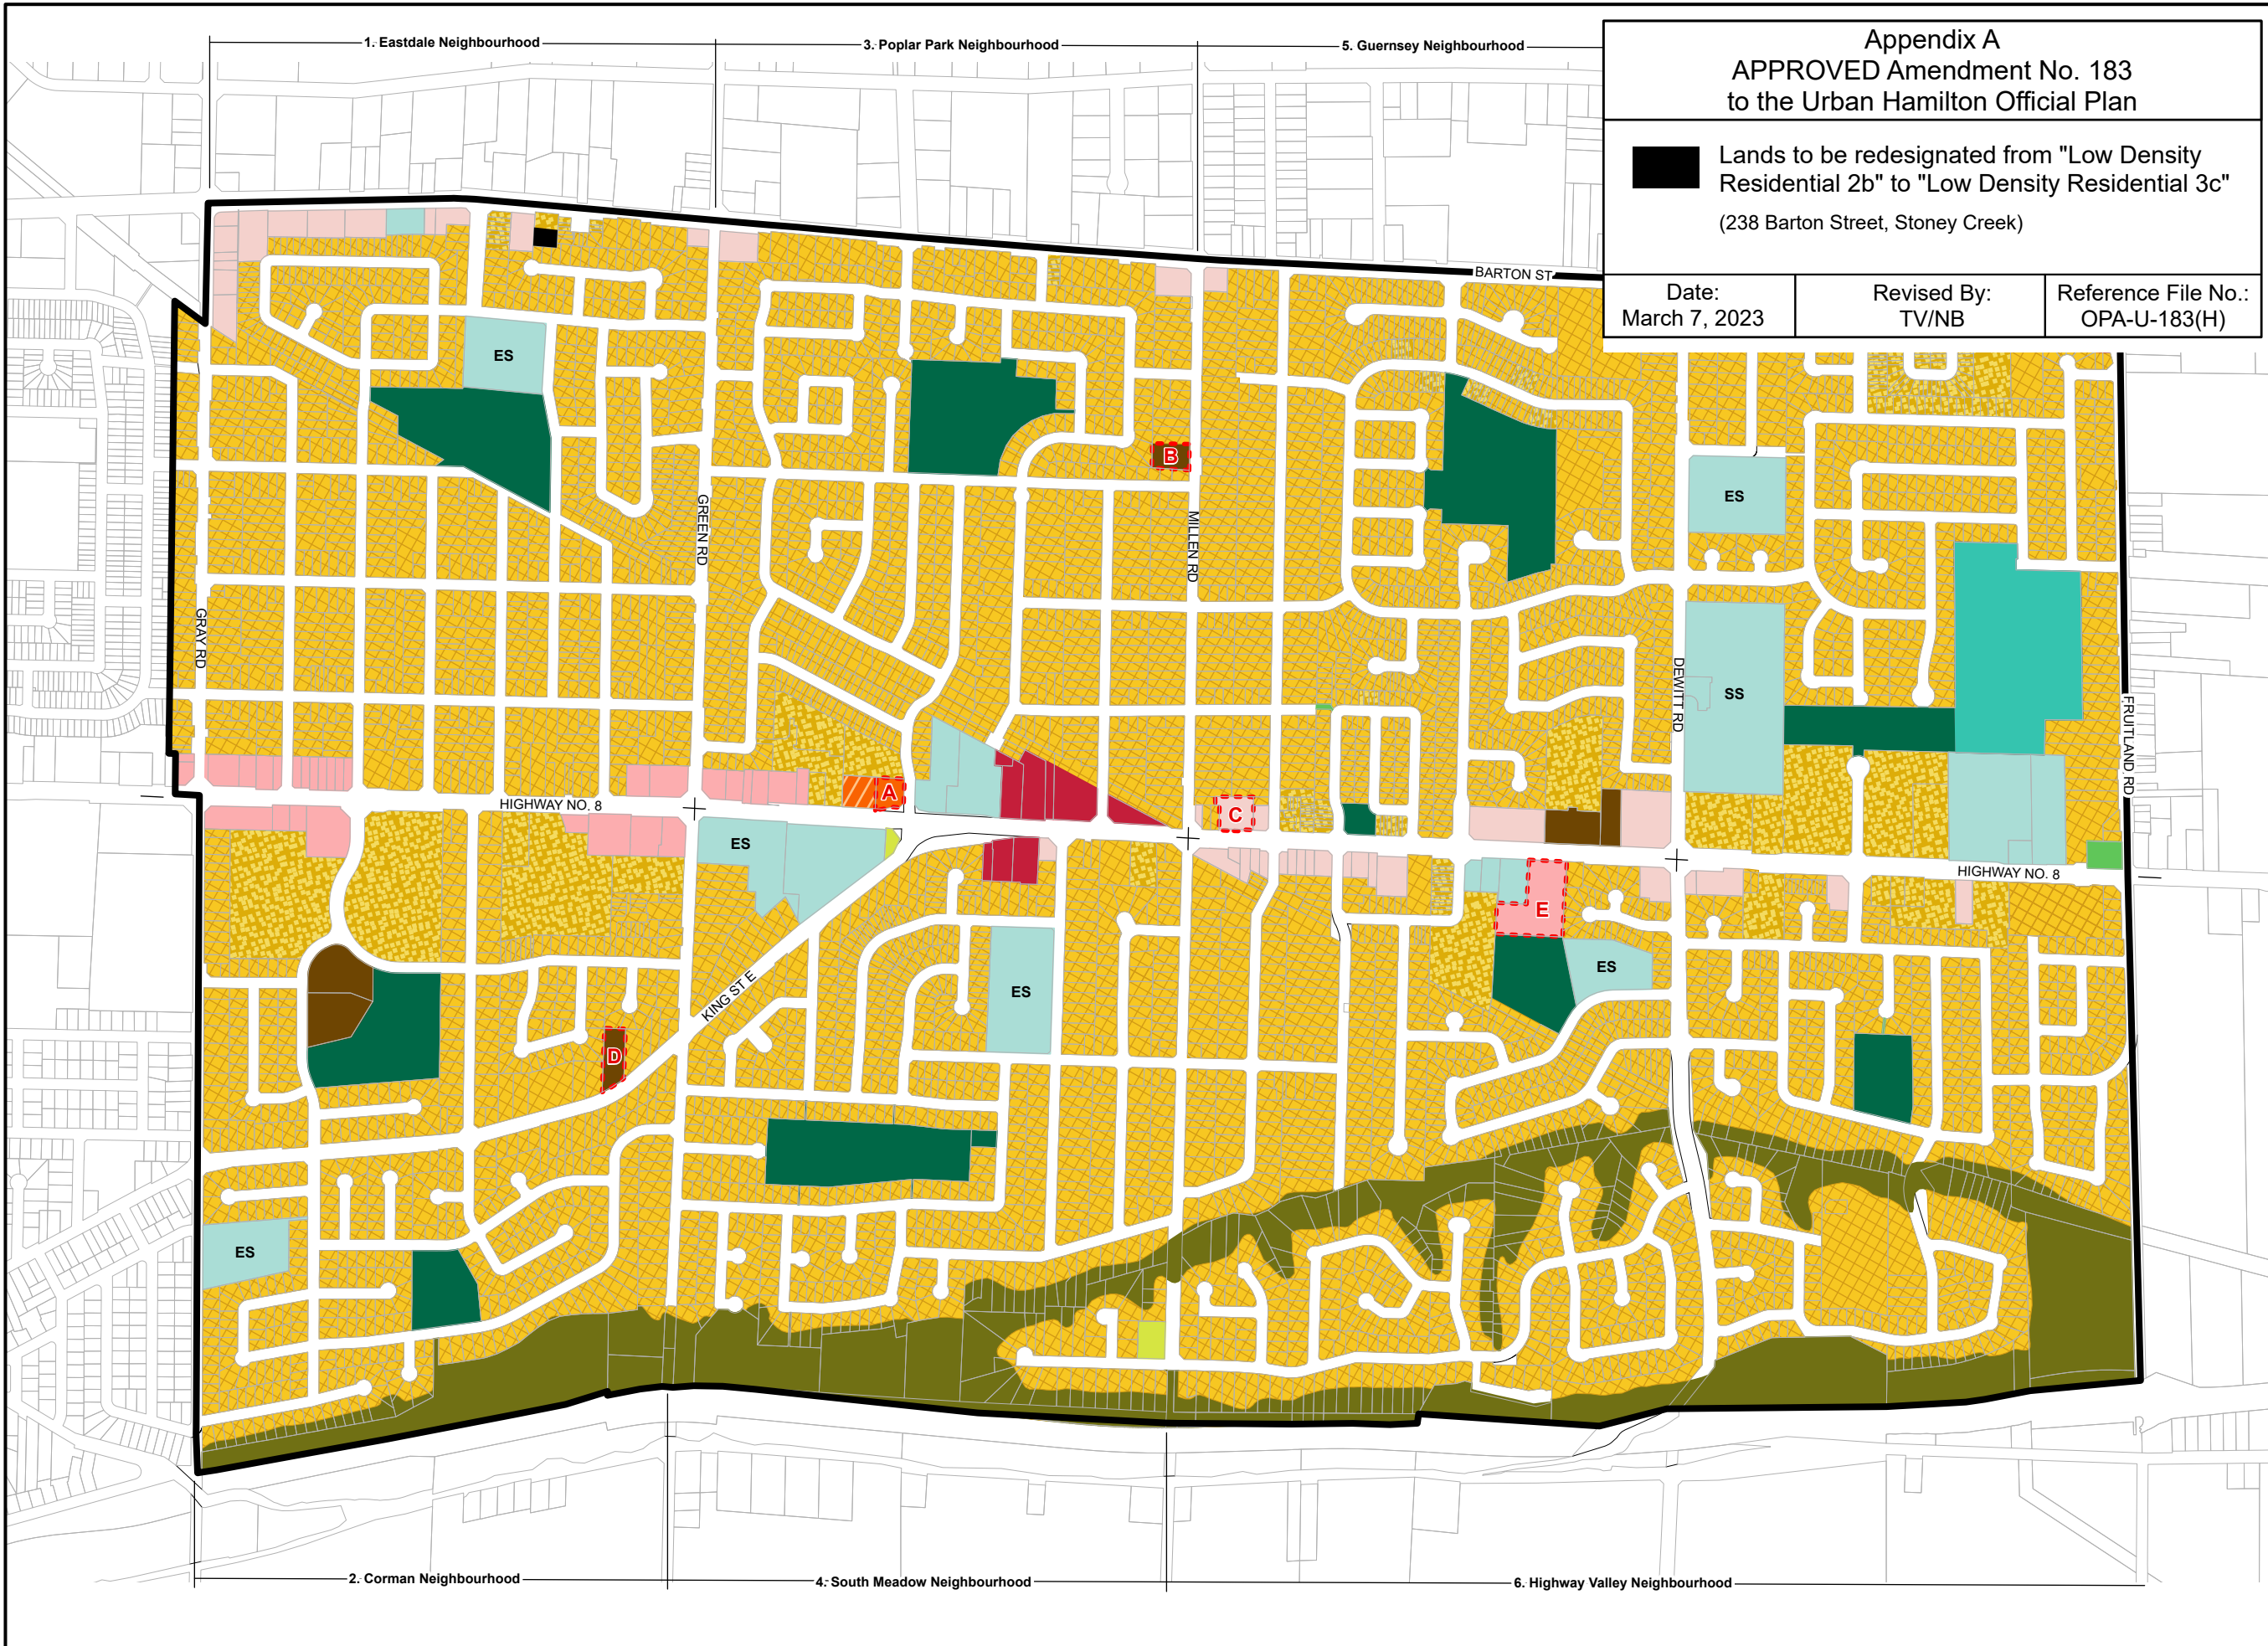 1. Eastdale Neighbourhood
3. Poplar Park Neighbourhood
5. Guernsey Neighbourhood
Appendix A
APPROVED Amendment No. 183
to the Urban Hamilton Official Plan
Lands to be redesignated from "Low Density
Residential 2b" to "Low Density Residential 3c"
(238 Barton Street, Stoney Creek)
Date:
March 7, 2023
Revised By:
TV/NB
Reference File No.:
OPA-U-183(H)
BARTON ST
ES
B
ES
GREEN RD
MILLEN RD
GRAY RD
DEWITT RD
SS
FRUITLAND RD
A
HIGHWAY NO. 8
C
ES
HIGHWAY NO. 8
E
ES
ES
KING ST E
D
ES
2. Corman Neighbourhood
4. South Meadow Neighbourhood
6. Highway Valley Neighbourhood